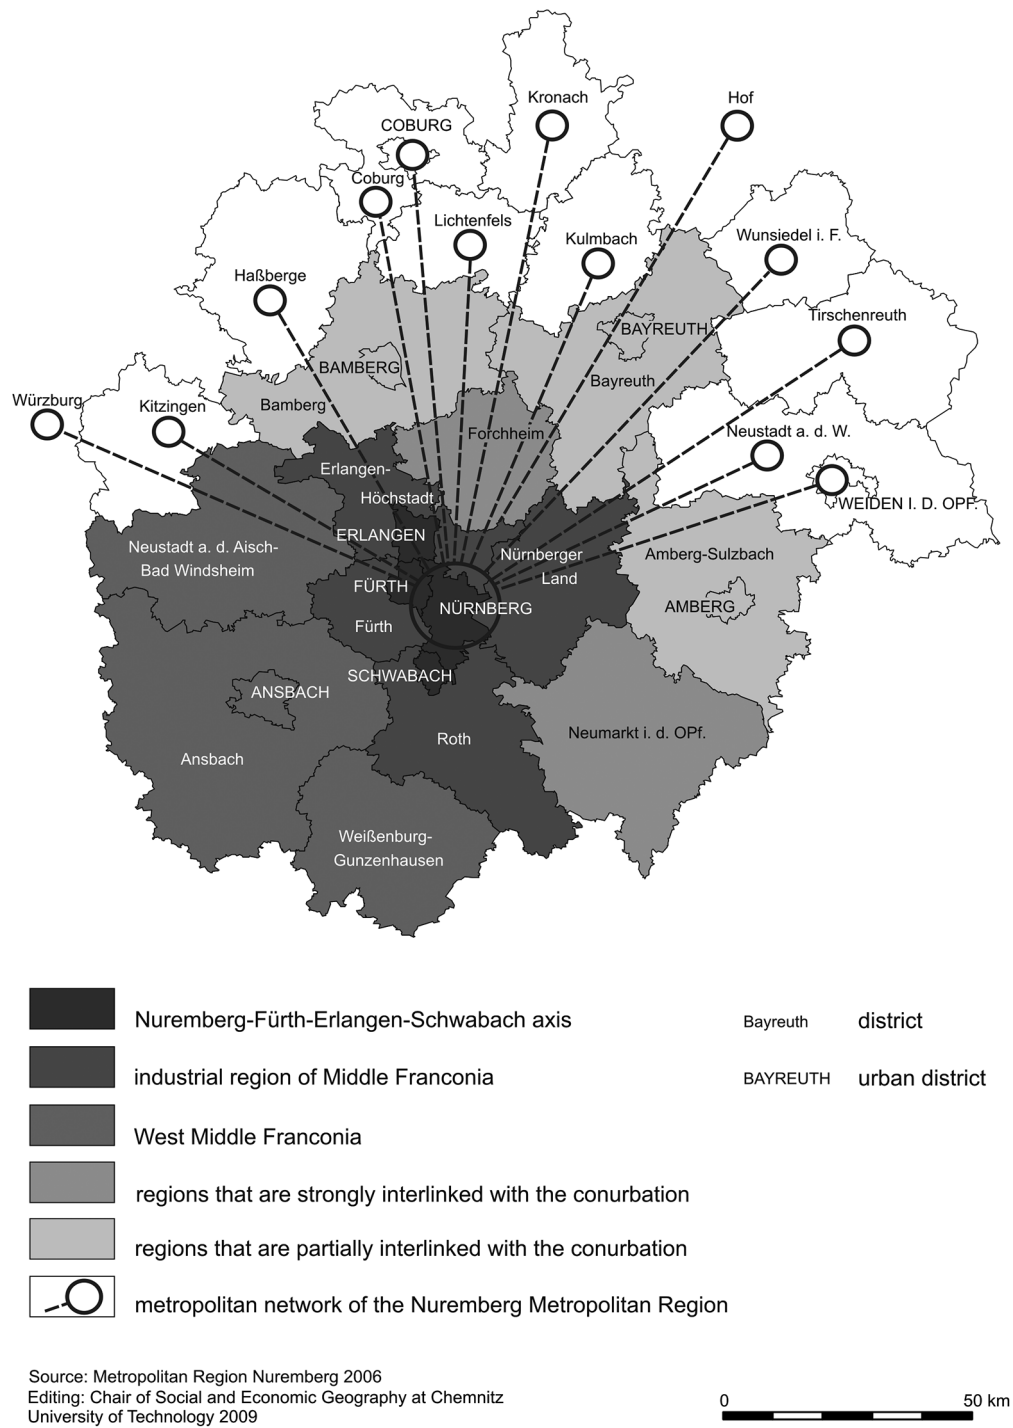 Kronach
Hof
COBURG
Coburg
Lichtenfels
Kulmbach
Wunsiedel i. F.
Haßberge
Tirschenreuth
BAYREUTH
BAMBERG
Bayreuth
Würzburg
Kitzingen
Bamberg
Forchheim
Neustadt a. d. W.
Erlangen-
Höchstadt
WEIDEN I. D. OPF.
ERLANGEN
Neustadt a. d. Aisch-
Bad Windsheim
Nürnberger
Land
Amberg-Sulzbach
FÜRTH
NÜRNBERG
AMBERG
Fürth
SCHWABACH
ANSBACH
Roth
Neumarkt i. d. OPf.
Ansbach
Weißenburg-
Gunzenhausen
Nuremberg-Fürth-Erlangen-Schwabach axis
Bayreuth district
industrial region of Middle Franconia
BAYREUTH urban district
West Middle Franconia
regions that are strongly interlinked with the conurbation
regions that are partially interlinked with the conurbation
metropolitan network of the Nuremberg Metropolitan Region
Source: Metropolitan Region Nuremberg 2006
Editing: Chair of Social and Economic Geography at Chemnitz
University of Technology 2009
0 50 km